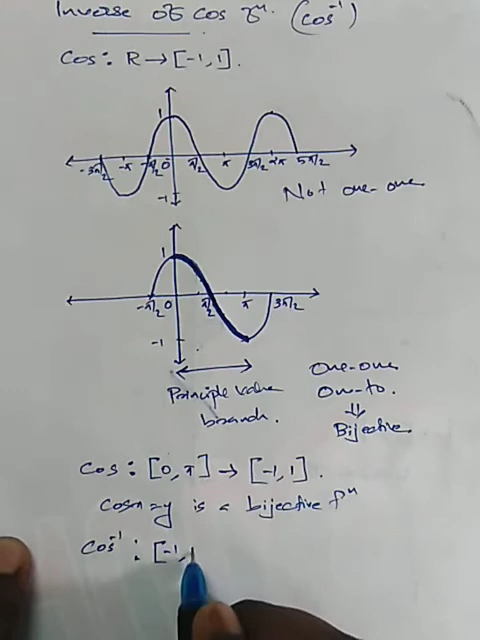 Inverse of cos fⁿ. (cos⁻¹)
Cos : R → [-1, 1].
1
-3π/2 -π -π/2 0 π/2 π 3π/2 2π 5π/2
-1
Not one-one
1
-π/2 0 π/2 π 3π/2
-1
Principle value
branch.
One-one
On-to.
⇓
Bijective
Cos : [0, π] → [-1, 1].
Cosx = y is a bijective fⁿ
Cos⁻¹ : [-1, 1